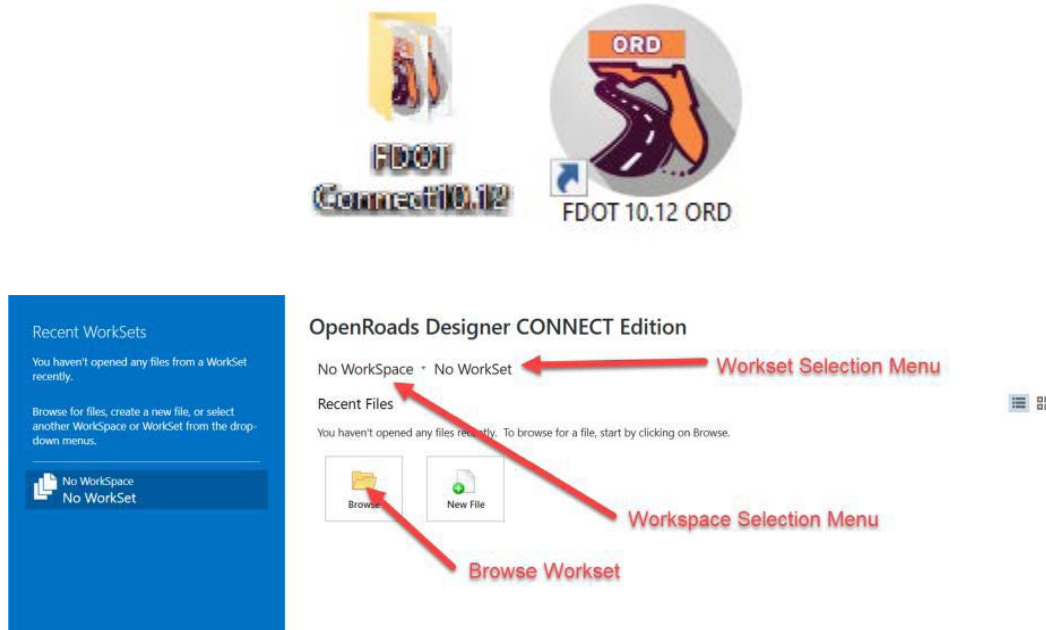 ORD
FDOT
Connect10.12
FDOT 10.12 ORD
Recent WorkSets
You haven't opened any files from a WorkSet
recently.
Browse for files, create a new file, or select
another WorkSpace or WorkSet from the drop-
down menus.
No WorkSpace
No WorkSet
OpenRoads Designer CONNECT Edition
No WorkSpace No WorkSet
Workset Selection Menu
Recent Files
You haven't opened any files recently. To browse for a file, start by clicking on Browse.
Browse
New File
Workspace Selection Menu
Browse Workset